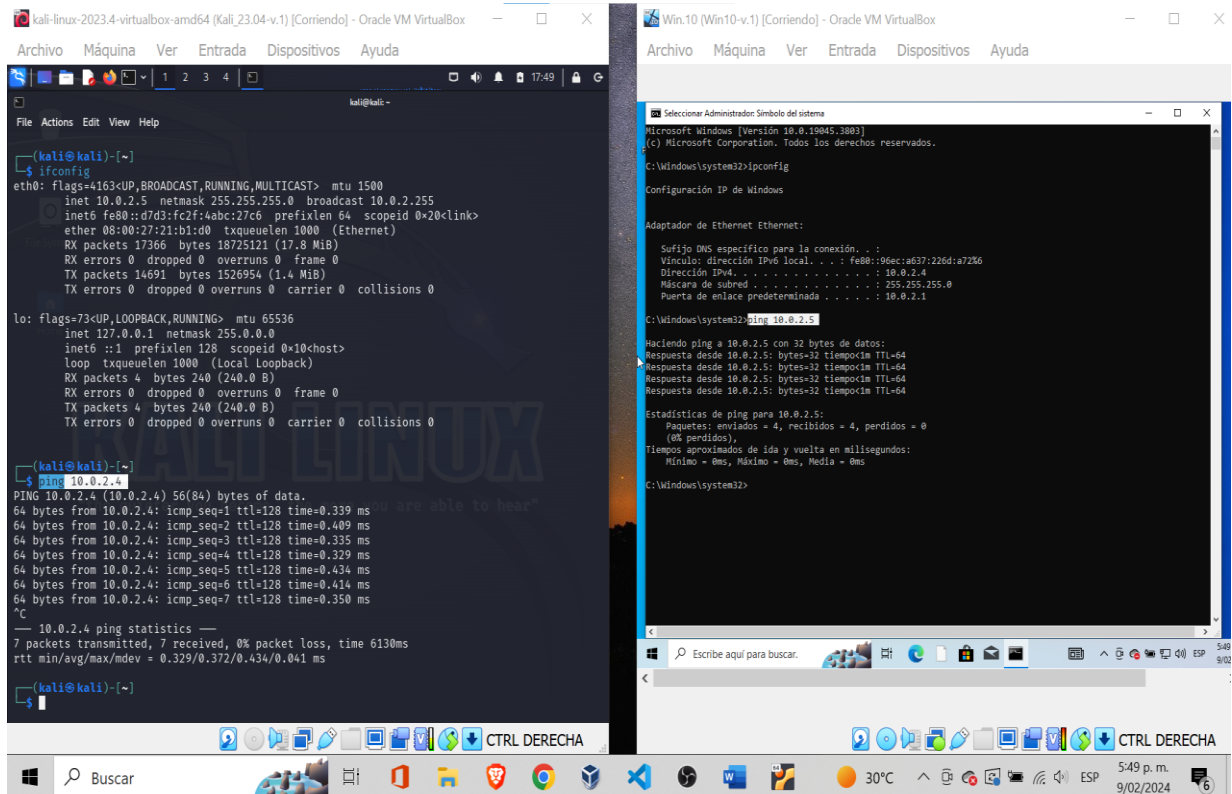 kali-linux-2023.4-virtualbox-amd64 (Kali_23.04-v.1) [Corriendo] - Oracle VM VirtualBox
Archivo Máquina Ver Entrada Dispositivos Ayuda
1 2 3 4 17:49
kali@kali: ~
File Actions Edit View Help
┌──(kali㉿kali)-[~]
└─$ ifconfig
eth0: flags=4163<UP,BROADCAST,RUNNING,MULTICAST>  mtu 1500
inet 10.0.2.5  netmask 255.255.255.0  broadcast 10.0.2.255
inet6 fe80::d7d3:fc2f:4abc:27c6  prefixlen 64  scopeid 0×20<link>
ether 08:00:27:21:b1:d0  txqueuelen 1000  (Ethernet)
RX packets 17366  bytes 18725121 (17.8 MiB)
RX errors 0  dropped 0  overruns 0  frame 0
TX packets 14691  bytes 1526954 (1.4 MiB)
TX errors 0  dropped 0 overruns 0  carrier 0  collisions 0
lo: flags=73<UP,LOOPBACK,RUNNING>  mtu 65536
inet 127.0.0.1  netmask 255.0.0.0
inet6 ::1  prefixlen 128  scopeid 0×10<host>
loop  txqueuelen 1000  (Local Loopback)
RX packets 4  bytes 240 (240.0 B)
RX errors 0  dropped 0  overruns 0  frame 0
TX packets 4  bytes 240 (240.0 B)
TX errors 0  dropped 0 overruns 0  carrier 0  collisions 0
KALI LINUX
┌──(kali㉿kali)-[~]
└─$ ping 10.0.2.4
PING 10.0.2.4 (10.0.2.4) 56(84) bytes of data.
you are able to hear"
64 bytes from 10.0.2.4: icmp_seq=1 ttl=128 time=0.339 ms
64 bytes from 10.0.2.4: icmp_seq=2 ttl=128 time=0.409 ms
64 bytes from 10.0.2.4: icmp_seq=3 ttl=128 time=0.335 ms
64 bytes from 10.0.2.4: icmp_seq=4 ttl=128 time=0.329 ms
64 bytes from 10.0.2.4: icmp_seq=5 ttl=128 time=0.434 ms
64 bytes from 10.0.2.4: icmp_seq=6 ttl=128 time=0.414 ms
64 bytes from 10.0.2.4: icmp_seq=7 ttl=128 time=0.350 ms
^C
── 10.0.2.4 ping statistics ──
7 packets transmitted, 7 received, 0% packet loss, time 6130ms
rtt min/avg/max/mdev = 0.329/0.372/0.434/0.041 ms
┌──(kali㉿kali)-[~]
└─$
CTRL DERECHA
Win.10 (Win10-v.1) [Corriendo] - Oracle VM VirtualBox
Archivo Máquina Ver Entrada Dispositivos Ayuda
Seleccionar Administrador: Símbolo del sistema
Microsoft Windows [Versión 10.0.19045.3803]
(c) Microsoft Corporation. Todos los derechos reservados.
C:\Windows\system32>ipconfig
Configuración IP de Windows
Adaptador de Ethernet Ethernet:
Sufijo DNS específico para la conexión. . :
Vínculo: dirección IPv6 local. . . : fe80::96ec:a637:226d:a72%6
Dirección IPv4. . . . . . . . . . . . . . : 10.0.2.4
Máscara de subred . . . . . . . . . . . . : 255.255.255.0
Puerta de enlace predeterminada . . . . . : 10.0.2.1
C:\Windows\system32>ping 10.0.2.5
Haciendo ping a 10.0.2.5 con 32 bytes de datos:
Respuesta desde 10.0.2.5: bytes=32 tiempo<1m TTL=64
Respuesta desde 10.0.2.5: bytes=32 tiempo<1m TTL=64
Respuesta desde 10.0.2.5: bytes=32 tiempo<1m TTL=64
Respuesta desde 10.0.2.5: bytes=32 tiempo<1m TTL=64
Estadísticas de ping para 10.0.2.5:
Paquetes: enviados = 4, recibidos = 4, perdidos = 0
(0% perdidos),
Tiempos aproximados de ida y vuelta en milisegundos:
Mínimo = 0ms, Máximo = 0ms, Media = 0ms
C:\Windows\system32>
Escribe aquí para buscar. ESP 5:49
9/02
CTRL DERECHA
Buscar 30°C ESP 5:49 p. m.
9/02/2024 6